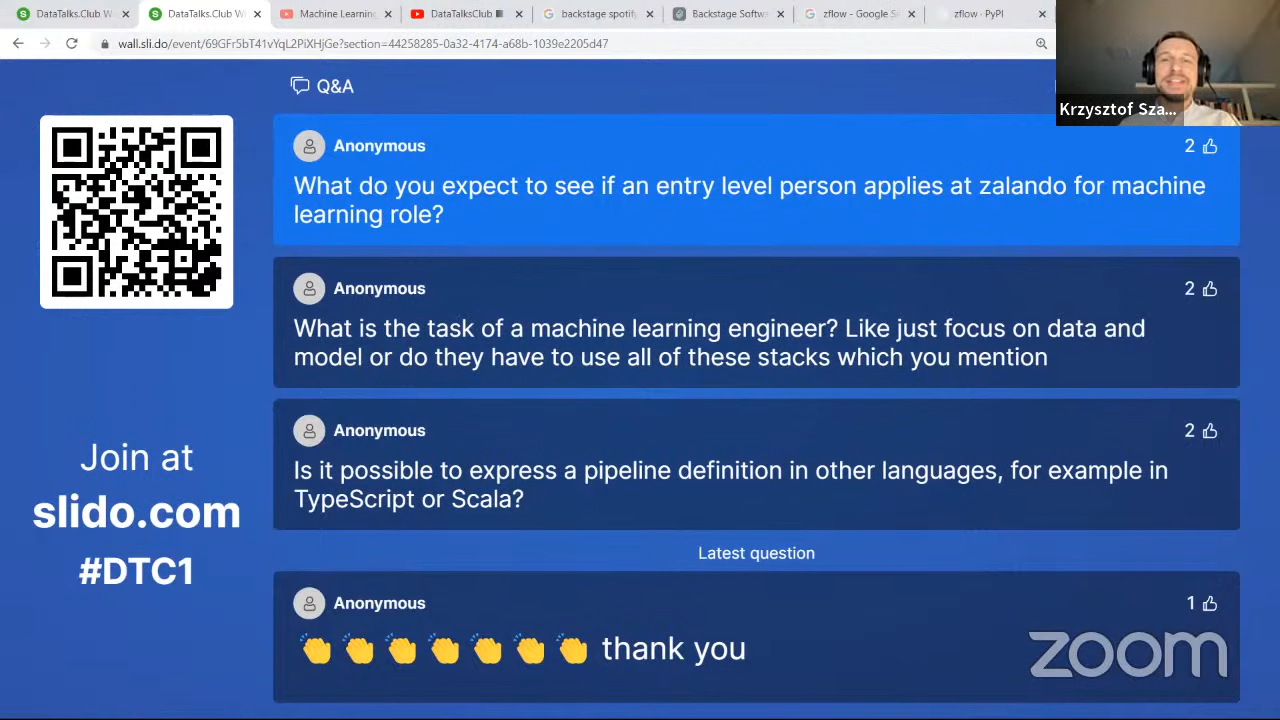 DataTalks.Club W
DataTalks.Club W
Machine Learning
DataTalksClub
backstage spotif
Backstage Softwa
zflow - Google S
zflow · PyPI
wall.sli.do/event/69GFr5bT41vYqL2PiXHjGe?section=44258285-0a32-4174-a68b-1039e2205d47
Krzysztof Sza...
Q&A
Anonymous
2
What do you expect to see if an entry level person applies at zalando for machine
learning role?
Anonymous
2
What is the task of a machine learning engineer? Like just focus on data and
model or do they have to use all of these stacks which you mention
Anonymous
2
Is it possible to express a pipeline definition in other languages, for example in
TypeScript or Scala?
Join at
slido.com
#DTC1
Latest question
Anonymous
1
👏 👏 👏 👏 👏 👏 👏 thank you
zoom